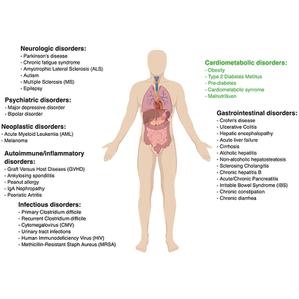 Neurologic disorders:
- Parkinson's disease
- Chronic fatigue syndrome
- Amyotrophic Lateral Sclerosis (ALS)
- Autism
- Multiple Sclerosis (MS)
- Epilepsy
Psychiatric disorders:
- Major depressive disorder
- Bipolar disorder
Neoplastic disorders:
- Acute Myeloid Leukemia (AML)
- Melanoma
Autoimmune/inflammatory disorders:
- Graft Versus Host Disease (GVHD)
- Ankylosing spondilitis
- Peanut allergy
- IgA Nephropathy
- Psoriatic Artritis
Infectious disorders:
- Primary Clostridium difficile
- Recurrent Clostridium difficile
- Cytomegalovirus (CMV)
- Urinary tract infections
- Human Immunodeficiency Virus (HIV)
- Methicillin-Resistant Staph Aureus (MRSA)
Cardiometabolic disorders:
- Obesity
- Type 2 Diabetes Mellitus
- Pre-diabetes
- Cardiometabolic syndrome
- Malnutrition
Gastrointestinal disorders:
- Crohn's disease
- Ulcerative Colitis
- Hepatic encephalopathy
- Acute liver failure
- Cirrhosis
- Alcoholic hepatitis
- Non-alcoholic hepatosteatosis
- Sclerosing Cholangitis
- Chronic hepatitis B
- Acute/Chronic Pancreatitis
- Irritable Bowel Syndrome (IBS)
- Chronic constipation
- Chronic diarrhea